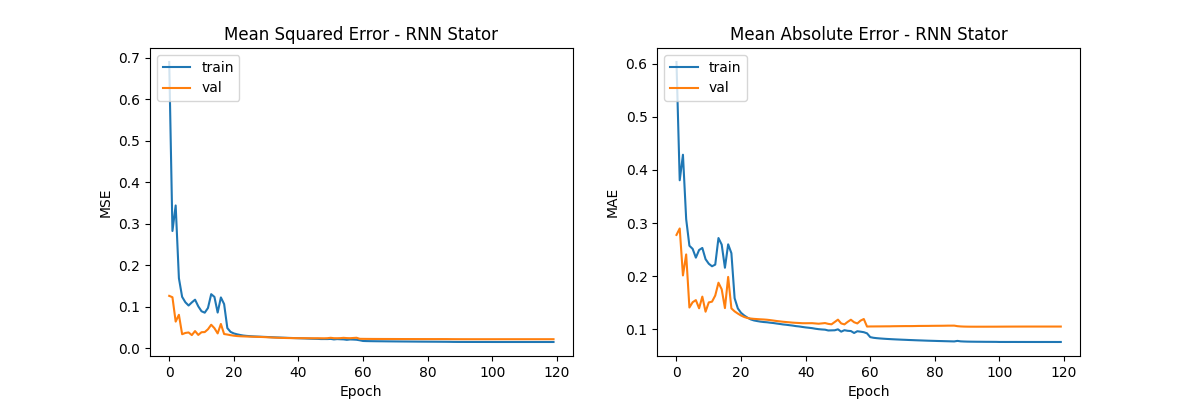 Mean Squared Error - RNN Stator
train
val
0.7
0.6
0.5
0.4
0.3
0.2
0.1
0.0
MSE
0 20 40 60 80 100 120
Epoch
Mean Absolute Error - RNN Stator
train
val
0.6
0.5
0.4
0.3
0.2
0.1
MAE
0 20 40 60 80 100 120
Epoch